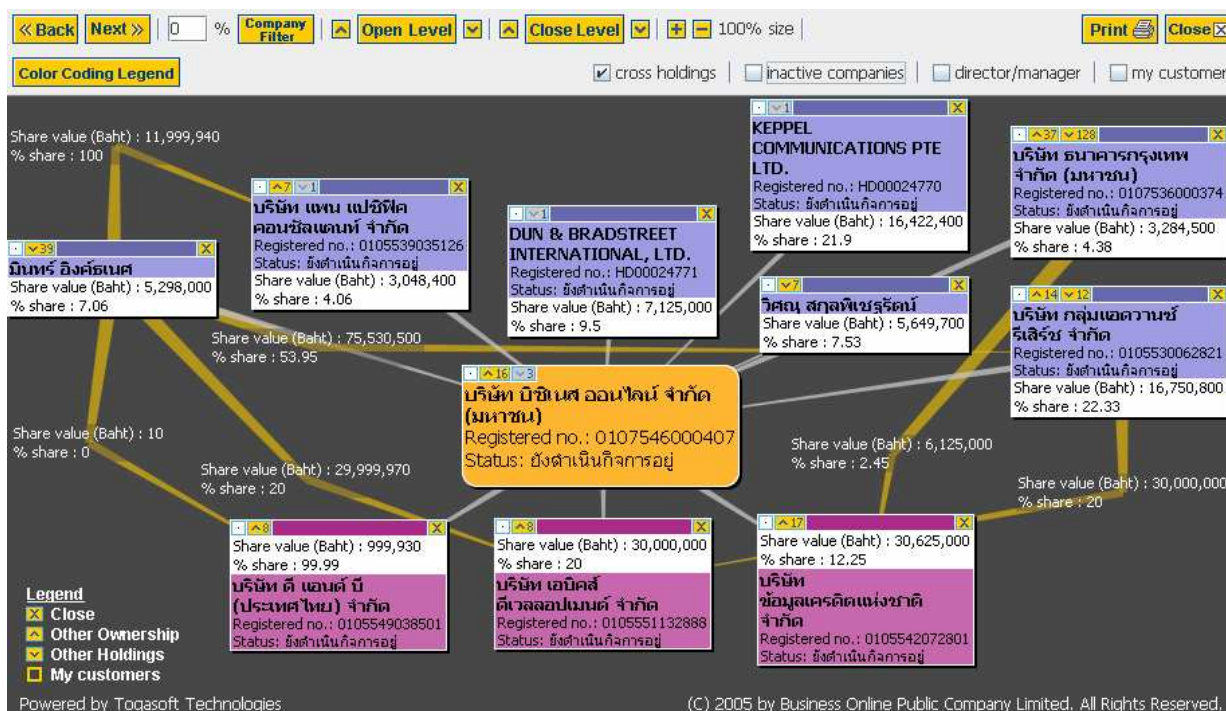 « Back Next » 0 % Company Filter Open Level Close Level 100% size Print Close
Color Coding Legend cross holdings inactive companies director/manager my customer
Share value (Baht) : 11,999,940
% share : 100
7 1
บริษัท แพน แปซิฟิค
คอนซัลแตนท์ จำกัด
Registered no.: 0105539035126
Status: ยังดำเนินกิจการอยู่
Share value (Baht) : 3,048,400
% share : 4.06
39
มินทร์ อิงค์ธเนศ
Share value (Baht) : 5,298,000
% share : 7.06
1
DUN & BRADSTREET
INTERNATIONAL, LTD.
Registered no.: HD00024771
Status: ยังดำเนินกิจการอยู่
Share value (Baht) : 7,125,000
% share : 9.5
1
KEPPEL
COMMUNICATIONS PTE
LTD.
Registered no.: HD00024770
Status: ยังดำเนินกิจการอยู่
Share value (Baht) : 16,422,400
% share : 21.9
37 128
บริษัท ธนาคารกรุงเทพ
จำกัด (มหาชน)
Registered no.: 0107536000374
Status: ยังดำเนินกิจการอยู่
Share value (Baht) : 3,284,500
% share : 4.38
7
วิศณุ สกุลพิเชฐรัตน์
Share value (Baht) : 5,649,700
% share : 7.53
14 12
บริษัท กลุ่มแอดวานซ์
รีเสิร์ช จำกัด
Registered no.: 0105530062821
Status: ยังดำเนินกิจการอยู่
Share value (Baht) : 16,750,800
% share : 22.33
Share value (Baht) : 75,530,500
% share : 53.95
16 3
บริษัท บิซิเนส ออนไลน์ จำกัด
(มหาชน)
Registered no.: 0107546000407
Status: ยังดำเนินกิจการอยู่
Share value (Baht) : 10
% share : 0
Share value (Baht) : 29,999,970
% share : 20
Share value (Baht) : 6,125,000
% share : 2.45
Share value (Baht) : 30,000,000
% share : 20
8
Share value (Baht) : 999,930
% share : 99.99
บริษัท ดี แอนด์ บี
(ประเทศไทย) จำกัด
Registered no.: 0105549038501
Status: ยังดำเนินกิจการอยู่
8
Share value (Baht) : 30,000,000
% share : 20
บริษัท เอบิคส์
ดีเวลลอปเมนต์ จำกัด
Registered no.: 0105551132888
Status: ยังดำเนินกิจการอยู่
17
Share value (Baht) : 30,625,000
% share : 12.25
บริษัท
ข้อมูลเครดิตแห่งชาติ
จำกัด
Registered no.: 0105542072801
Status: ยังดำเนินกิจการอยู่
Legend
Close
Other Ownership
Other Holdings
My customers
Powered by Togasoft Technologies
(C) 2005 by Business Online Public Company Limited. All Rights Reserved.